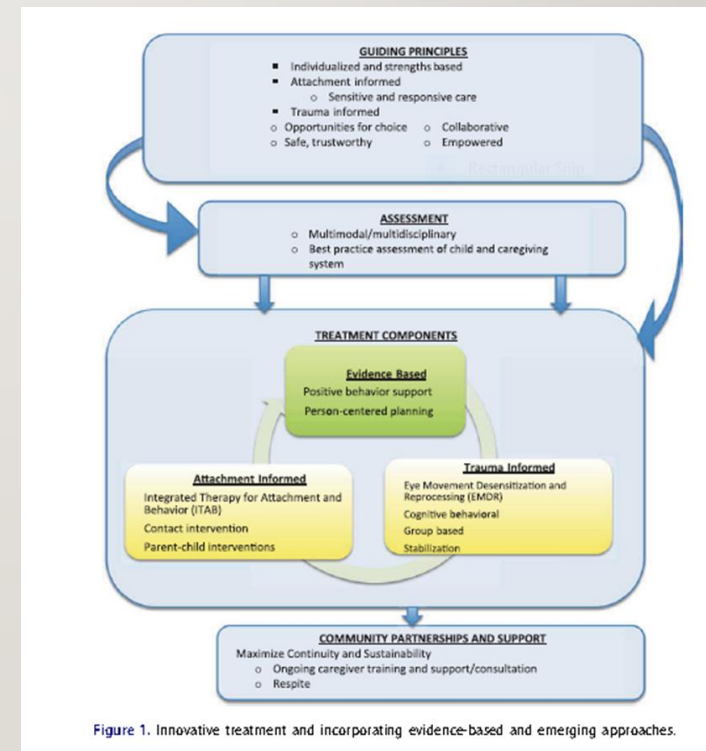 GUIDING PRINCIPLES
▪ Individualized and strengths based
▪ Attachment informed
o Sensitive and responsive care
▪ Trauma informed
o Opportunities for choice o Collaborative
o Safe, trustworthy o Empowered
Rectangular Snip
ASSESSMENT
o Multimodal/multidisciplinary
o Best practice assessment of child and caregiving
system
TREATMENT COMPONENTS
Evidence Based
Positive behavior support
Person-centered planning
Attachment Informed
Integrated Therapy for Attachment and
Behavior (ITAB)
Contact intervention
Parent-child interventions
Trauma Informed
Eye Movement Desensitization and
Reprocessing (EMDR)
Cognitive behavioral
Group based
Stabilization
COMMUNITY PARTNERSHIPS AND SUPPORT
Maximize Continuity and Sustainability
o Ongoing caregiver training and support/consultation
o Respite
Figure 1. Innovative treatment and incorporating evidence-based and emerging approaches.